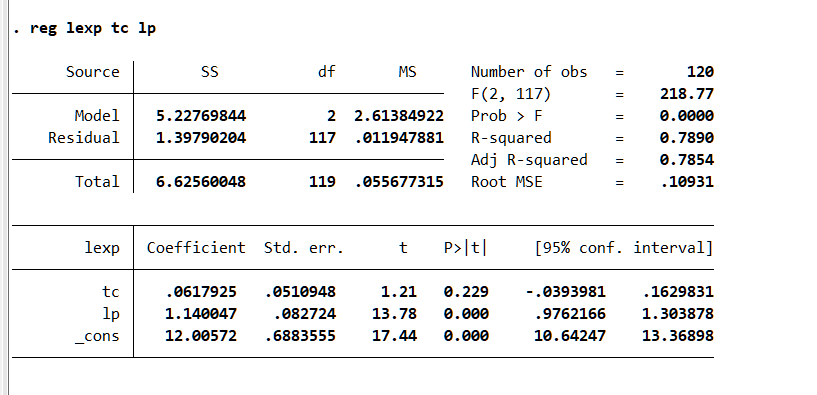 . reg lexp tc lp
Source SS df MS Number of obs = 120
F(2, 117) = 218.77
Model 5.22769844 2 2.61384922 Prob > F = 0.0000
Residual 1.39790204 117 .011947881 R-squared = 0.7890
Adj R-squared = 0.7854
Total 6.62560048 119 .055677315 Root MSE = .10931
lexp Coefficient Std. err. t P>|t| [95% conf. interval]
tc .0617925 .0510948 1.21 0.229 -.0393981 .1629831
lp 1.140047 .082724 13.78 0.000 .9762166 1.303878
_cons 12.00572 .6883555 17.44 0.000 10.64247 13.36898